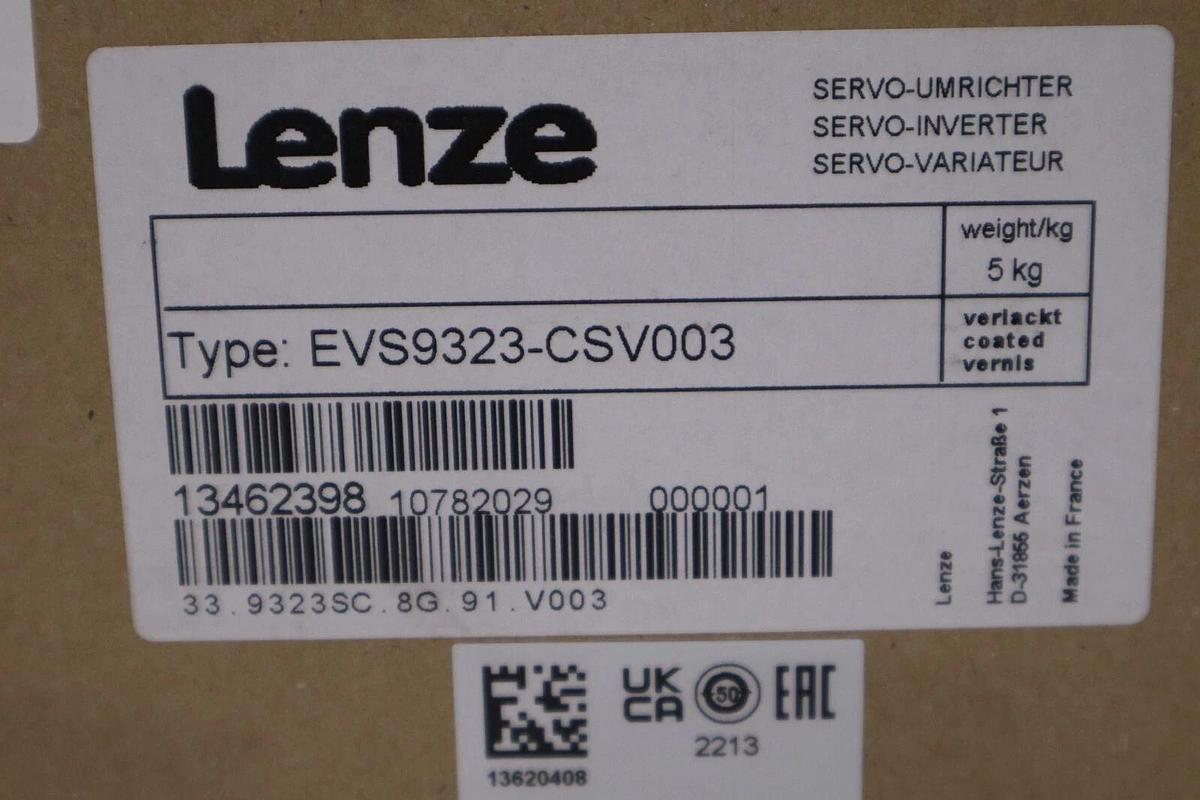 Lenze
SERVO-UMRICHTER
SERVO-INVERTER
SERVO-VARIATEUR
weight/kg
5 kg
Type: EVS9323-CSV003
verlackt
coated
vernis
13462398 10782029 000001
33.9323SC.8G.91.V003
Lenze
Hans-Lenze-Straße 1
D-31855 Aerzen
Made in France
UK
CA
50
EAC
2213
13620408